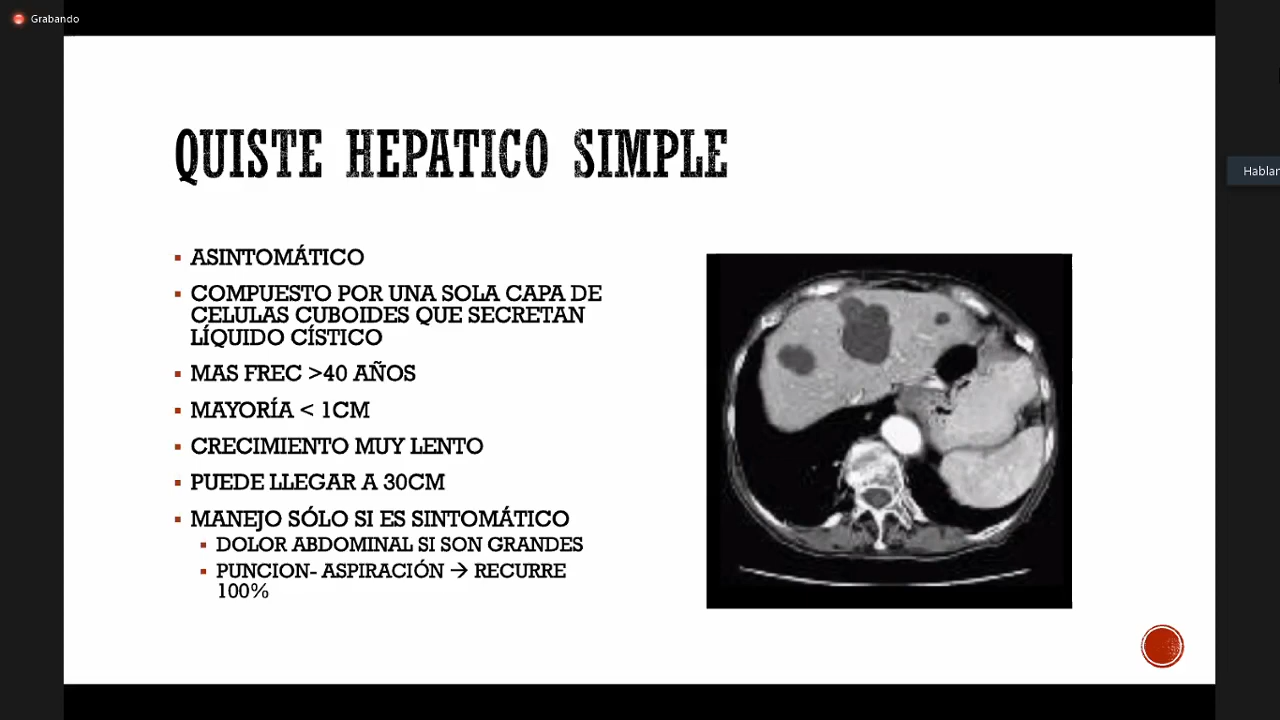 Grabando
QUISTE HEPATICO SIMPLE
ASINTOMÁTICO
COMPUESTO POR UNA SOLA CAPA DE
CELULAS CUBOIDES QUE SECRETAN
LÍQUIDO CÍSTICO
MAS FREC >40 AÑOS
MAYORÍA < 1CM
CRECIMIENTO MUY LENTO
PUEDE LLEGAR A 30CM
MANEJO SÓLO SI ES SINTOMÁTICO
DOLOR ABDOMINAL SI SON GRANDES
PUNCION- ASPIRACIÓN → RECURRE
100%